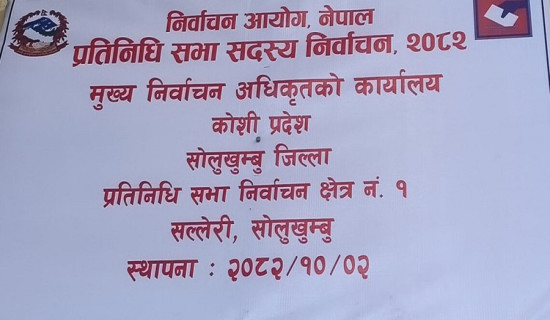 निर्वाचन आयोग, नेपाल
प्रतिनिधि सभा सदस्य निर्वाचन, २०८२
मुख्य निर्वाचन अधिकृतको कार्यालय
कोशी प्रदेश
सोलुखुम्बु जिल्ला
प्रतिनिधि सभा निर्वाचन क्षेत्र नं. १
सल्लेरी, सोलुखुम्बु
स्थापना : २०८२/१०/०२